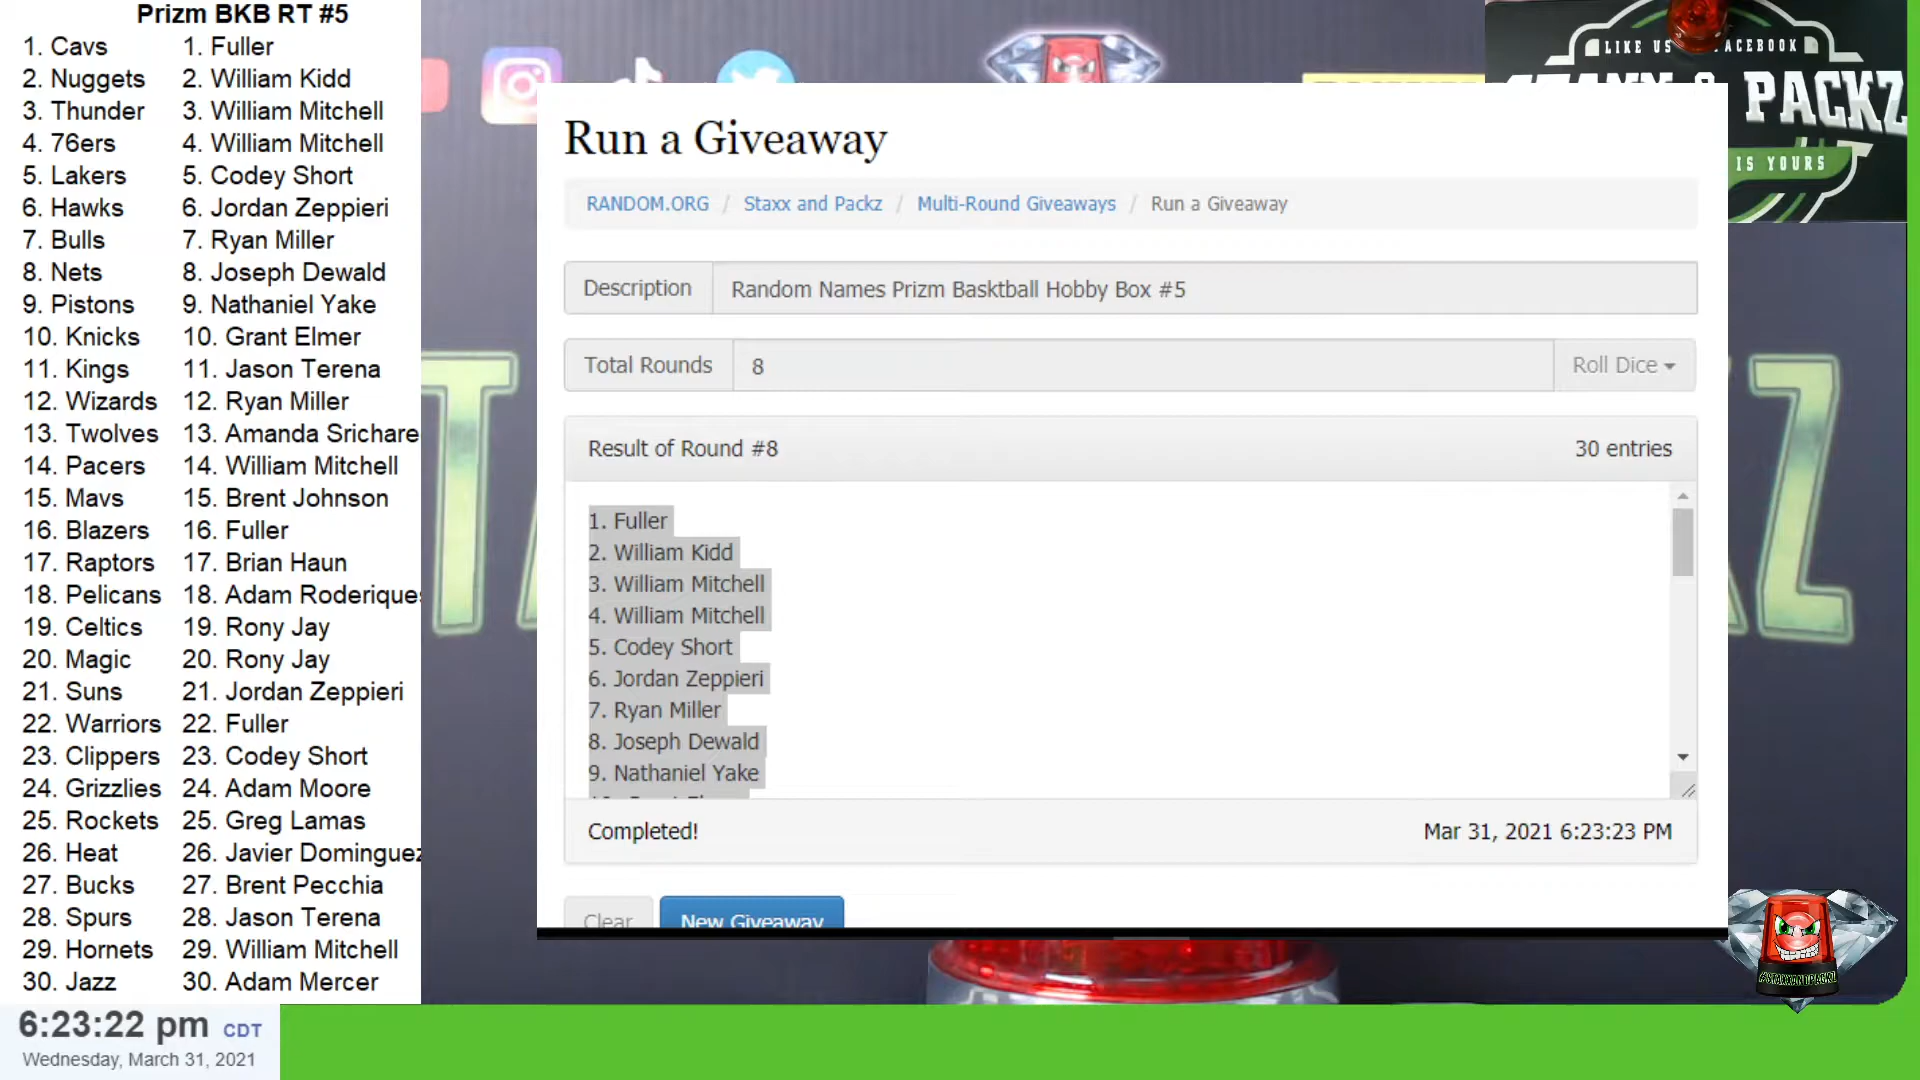 Prizm BKB RT #5
1. Cavs 1. Fuller
2. Nuggets 2. William Kidd
3. Thunder 3. William Mitchell
4. 76ers 4. William Mitchell
5. Lakers 5. Codey Short
6. Hawks 6. Jordan Zeppieri
7. Bulls 7. Ryan Miller
8. Nets 8. Joseph Dewald
9. Pistons 9. Nathaniel Yake
10. Knicks 10. Grant Elmer
11. Kings 11. Jason Terena
12. Wizards 12. Ryan Miller
13. Twolves 13. Amanda Srichare
14. Pacers 14. William Mitchell
15. Mavs 15. Brent Johnson
16. Blazers 16. Fuller
17. Raptors 17. Brian Haun
18. Pelicans 18. Adam Roderiques
19. Celtics 19. Rony Jay
20. Magic 20. Rony Jay
21. Suns 21. Jordan Zeppieri
22. Warriors 22. Fuller
23. Clippers 23. Codey Short
24. Grizzlies 24. Adam Moore
25. Rockets 25. Greg Lamas
26. Heat 26. Javier Dominguez
27. Bucks 27. Brent Pecchia
28. Spurs 28. Jason Terena
29. Hornets 29. William Mitchell
30. Jazz 30. Adam Mercer
6:23:22 pm CDT
Wednesday, March 31, 2021
Run a Giveaway
RANDOM.ORG / Staxx and Packz / Multi-Round Giveaways / Run a Giveaway
Description Random Names Prizm Basktball Hobby Box #5
Total Rounds 8 Roll Dice
Result of Round #8 30 entries
1. Fuller
2. William Kidd
3. William Mitchell
4. William Mitchell
5. Codey Short
6. Jordan Zeppieri
7. Ryan Miller
8. Joseph Dewald
9. Nathaniel Yake
Completed! Mar 31, 2021 6:23:23 PM
Clear New Giveaway
LIKE US
PACKZ
IS YOURS
#STAXXANDPACKZ